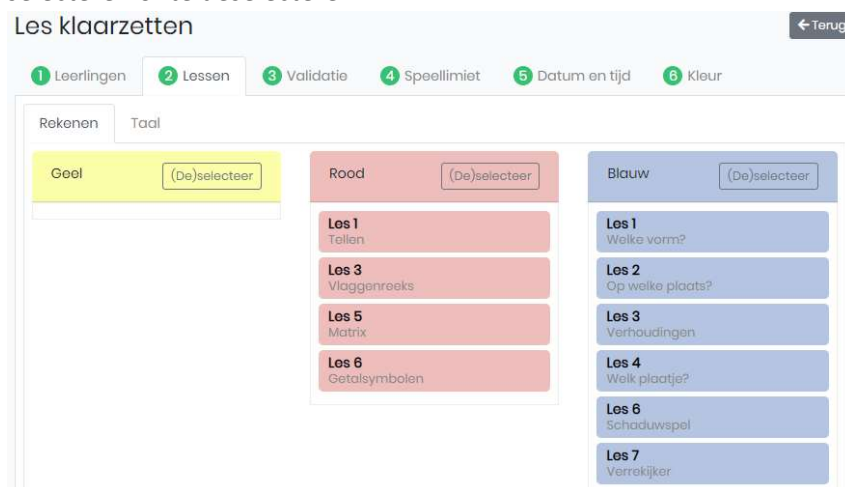 Les klaarzetten
Terug
1 Leerlingen 2 Lessen 3 Validatie 4 Speellimiet 5 Datum en tijd 6 Kleur
Rekenen Taal
Geel (De)selecteer
Rood (De)selecteer
Les 1
Tellen
Les 3
Vlaggenreeks
Les 5
Matrix
Les 6
Getalsymbolen
Blauw (De)selecteer
Les 1
Welke vorm?
Les 2
Op welke plaats?
Les 3
Verhoudingen
Les 4
Welk plaatje?
Les 6
Schaduwspel
Les 7
Verrekijker